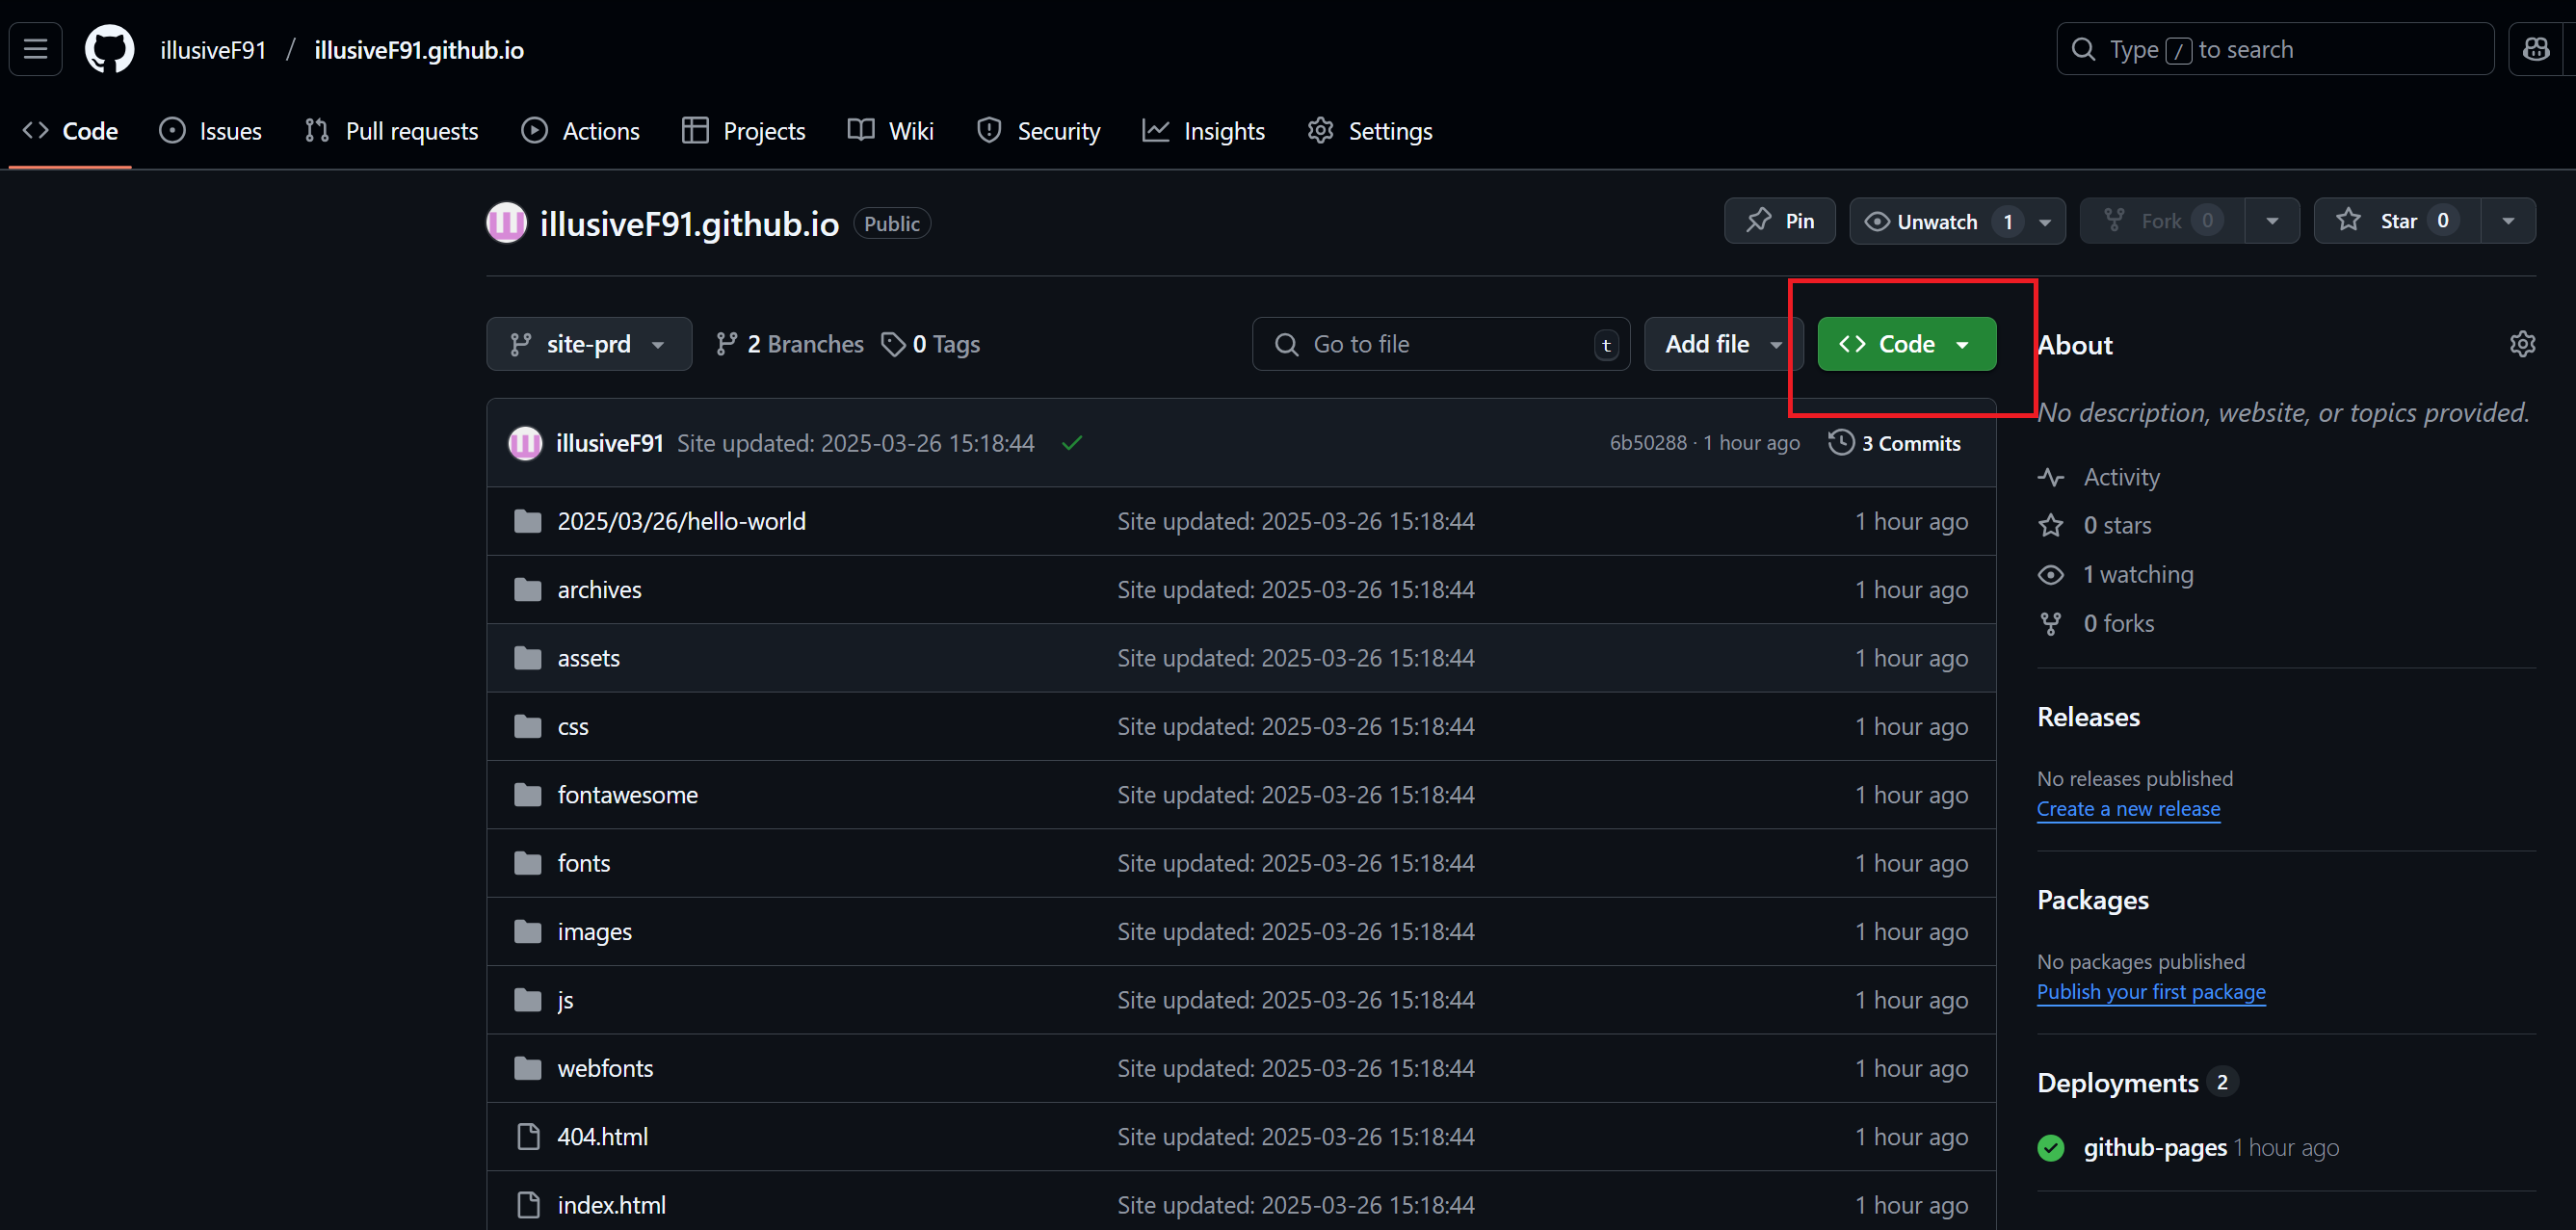 illusiveF91 / illusiveF91.github.io
Type / to search
Code Issues Pull requests Actions Projects Wiki Security Insights Settings
illusiveF91.github.io Public
Pin Unwatch 1 Fork 0 Star 0
site-prd 2 Branches 0 Tags Go to file t Add file Code
About
No description, website, or topics provided.
illusiveF91 Site updated: 2025-03-26 15:18:44 6b50288 · 1 hour ago 3 Commits
2025/03/26/hello-world Site updated: 2025-03-26 15:18:44 1 hour ago
archives Site updated: 2025-03-26 15:18:44 1 hour ago
assets Site updated: 2025-03-26 15:18:44 1 hour ago
css Site updated: 2025-03-26 15:18:44 1 hour ago
fontawesome Site updated: 2025-03-26 15:18:44 1 hour ago
fonts Site updated: 2025-03-26 15:18:44 1 hour ago
images Site updated: 2025-03-26 15:18:44 1 hour ago
js Site updated: 2025-03-26 15:18:44 1 hour ago
webfonts Site updated: 2025-03-26 15:18:44 1 hour ago
404.html Site updated: 2025-03-26 15:18:44 1 hour ago
index.html Site updated: 2025-03-26 15:18:44 1 hour ago
Activity
0 stars
1 watching
0 forks
Releases
No releases published
Create a new release
Packages
No packages published
Publish your first package
Deployments 2
github-pages 1 hour ago